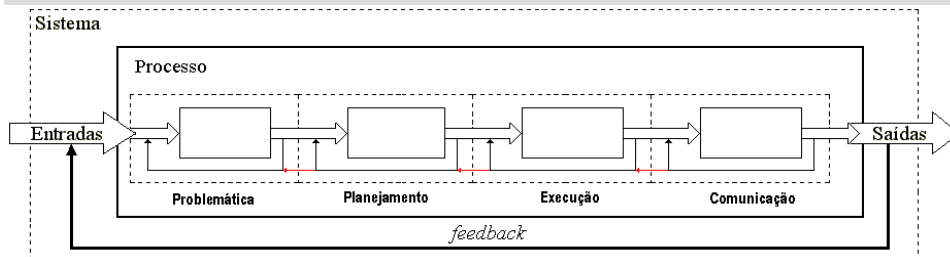 Sistema
Processo
Entradas
Saídas
Problemática
Planejamento
Execução
Comunicação
feedback